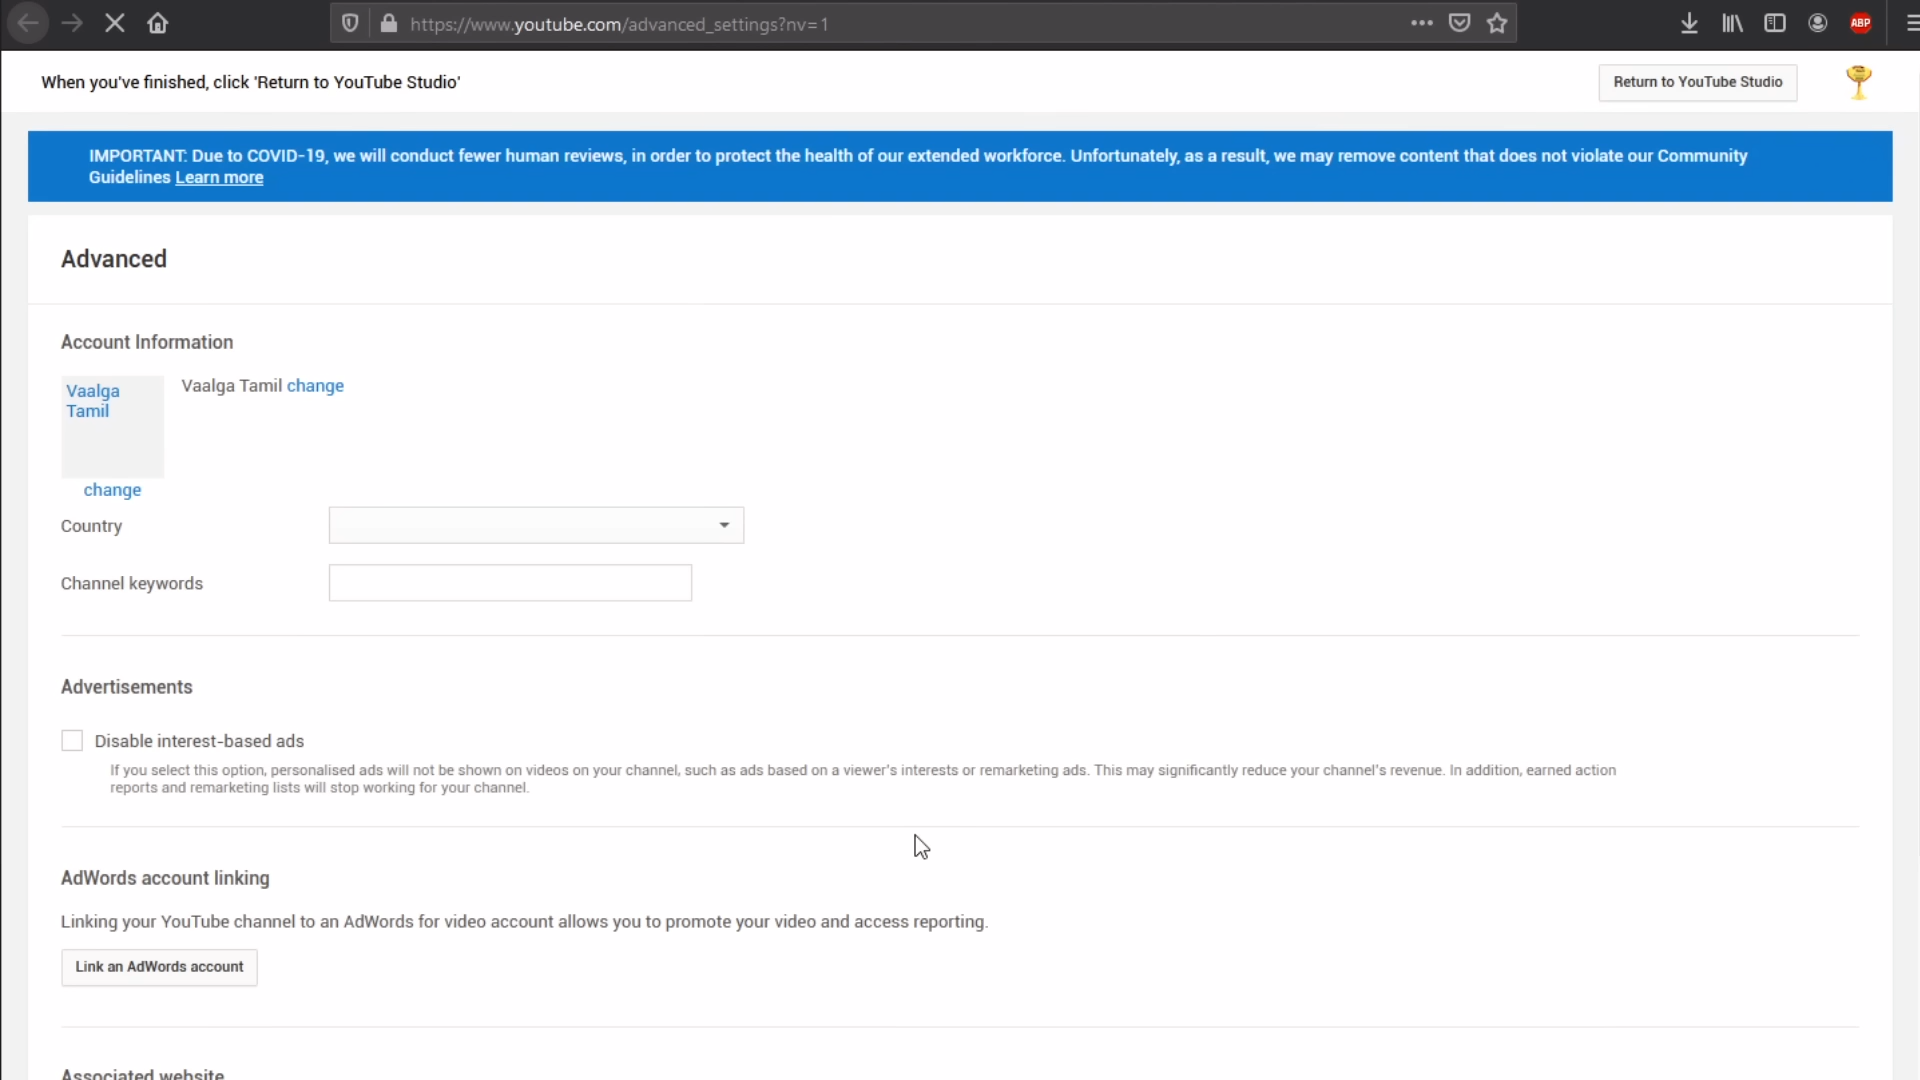 https://www.youtube.com/advanced_settings?nv=1
ABP
When you've finished, click 'Return to YouTube Studio'
Return to YouTube Studio
IMPORTANT: Due to COVID-19, we will conduct fewer human reviews, in order to protect the health of our extended workforce. Unfortunately, as a result, we may remove content that does not violate our Community
Guidelines Learn more
Advanced
Account Information
Vaalga
Tamil
Vaalga Tamil change
change
Country
Channel keywords
Advertisements
Disable interest-based ads
If you select this option, personalised ads will not be shown on videos on your channel, such as ads based on a viewer's interests or remarketing ads. This may significantly reduce your channel's revenue. In addition, earned action
reports and remarketing lists will stop working for your channel.
AdWords account linking
Linking your YouTube channel to an AdWords for video account allows you to promote your video and access reporting.
Link an AdWords account
Associated website